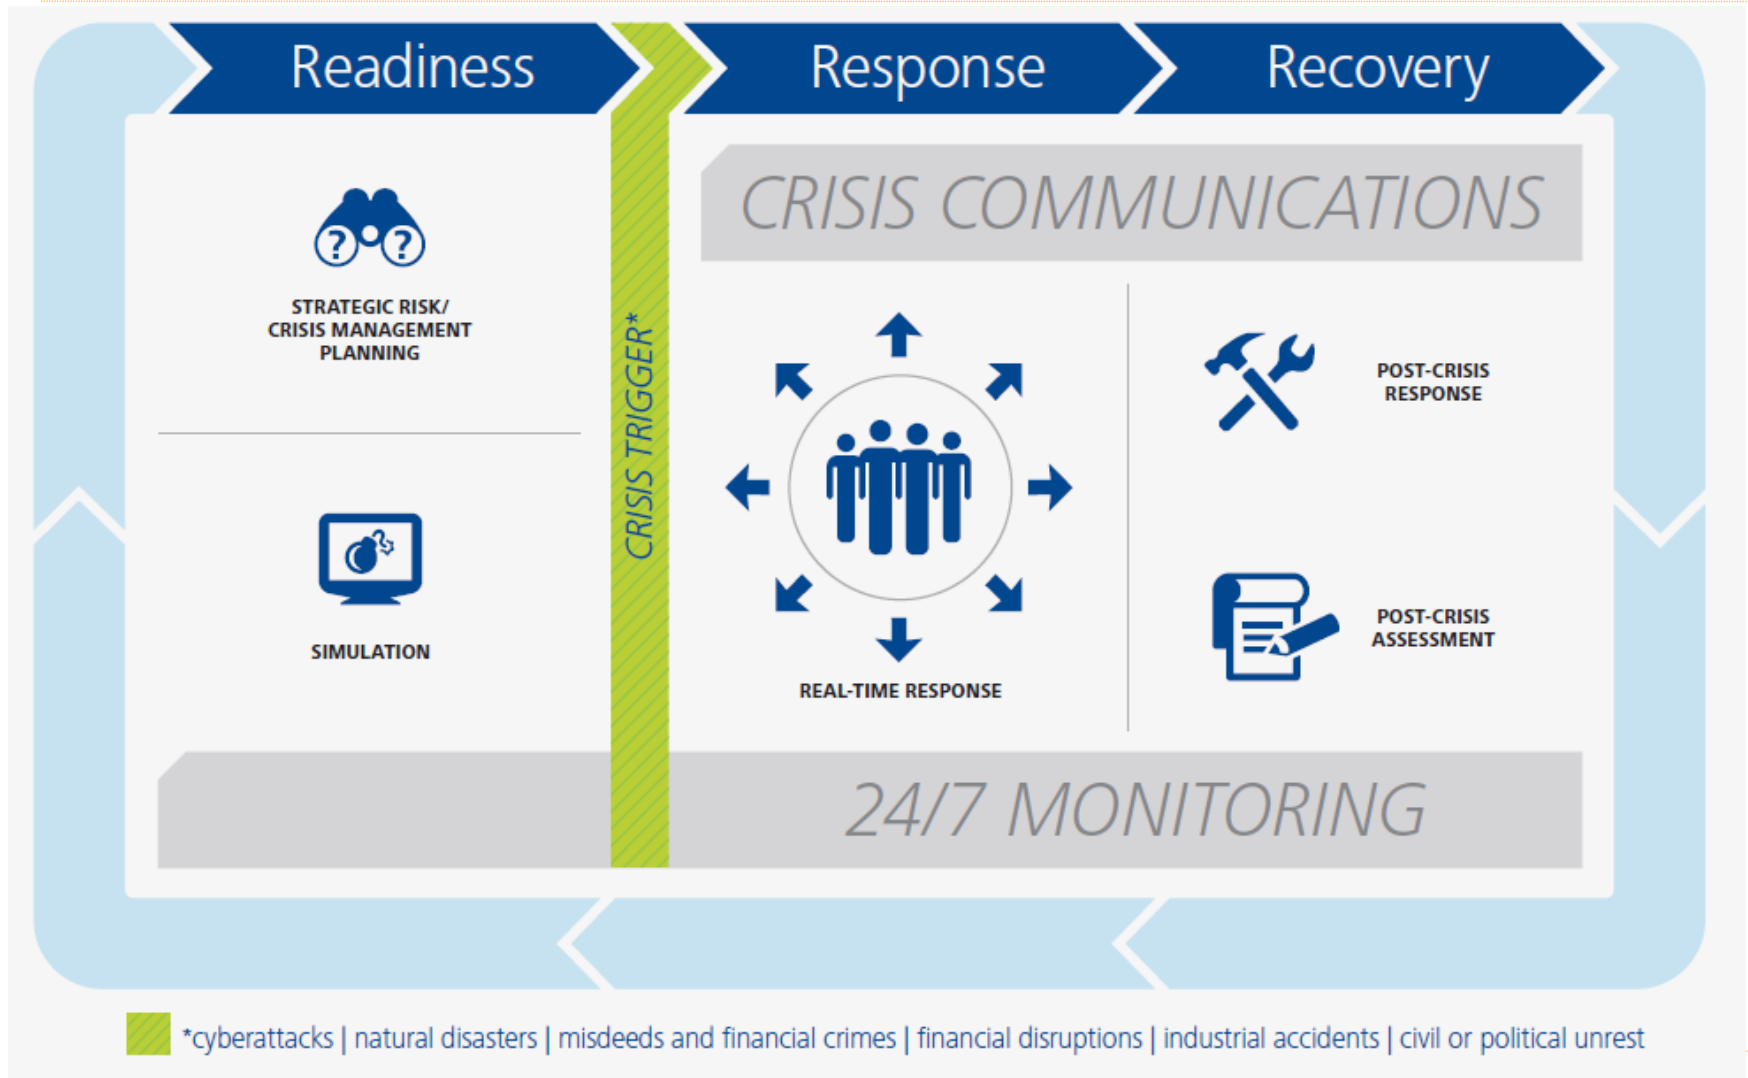 Readiness
Response
Recovery
CRISIS COMMUNICATIONS
? ?
STRATEGIC RISK/
CRISIS MANAGEMENT
PLANNING
SIMULATION
CRISIS TRIGGER*
REAL-TIME RESPONSE
POST-CRISIS
RESPONSE
POST-CRISIS
ASSESSMENT
24/7 MONITORING
*cyberattacks | natural disasters | misdeeds and financial crimes | financial disruptions | industrial accidents | civil or political unrest